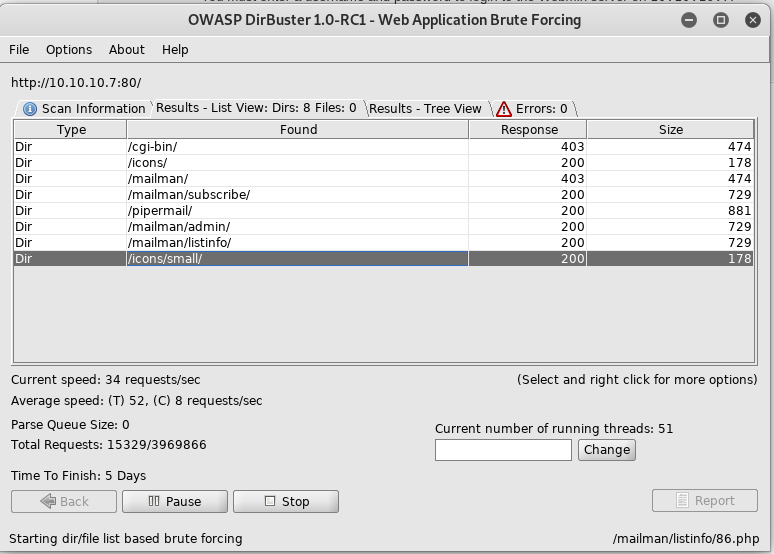 OWASP DirBuster 1.0-RC1 - Web Application Brute Forcing
File Options About Help
http://10.10.10.7:80/
Scan Information Results - List View: Dirs: 8 Files: 0 Results - Tree View Errors: 0
Type Found Response Size
Dir /cgi-bin/ 403 474
Dir /icons/ 200 178
Dir /mailman/ 403 474
Dir /mailman/subscribe/ 200 729
Dir /pipermail/ 200 881
Dir /mailman/admin/ 200 729
Dir /mailman/listinfo/ 200 729
Dir /icons/small/ 200 178
Current speed: 34 requests/sec (Select and right click for more options)
Average speed: (T) 52, (C) 8 requests/sec
Parse Queue Size: 0
Current number of running threads: 51
Total Requests: 15329/3969866
Change
Time To Finish: 5 Days
Back Pause Stop Report
Starting dir/file list based brute forcing /mailman/listinfo/86.php